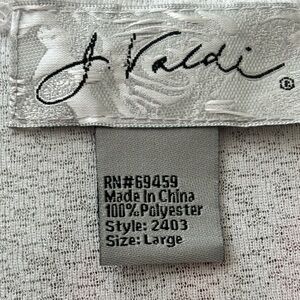 J. Valdi ®
RN#69459
Made In China
100% Polyester
Style: 2403
Size: Large